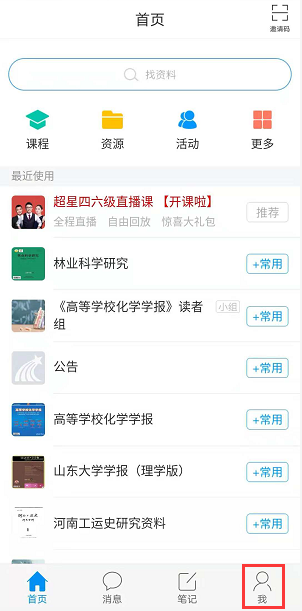 首页
邀请码
找资料
课程
资源
活动
更多
最近使用
超星四六级直播课 【开课啦】
全程直播 自由回放 惊喜大礼包
推荐
林业科学研究
+常用
《高等学校化学学报》读者
组
小组
+常用
公告
+常用
高等学校化学学报
+常用
山东大学学报（理学版）
+常用
河南工运史研究资料
+常用
首页
消息
笔记
我